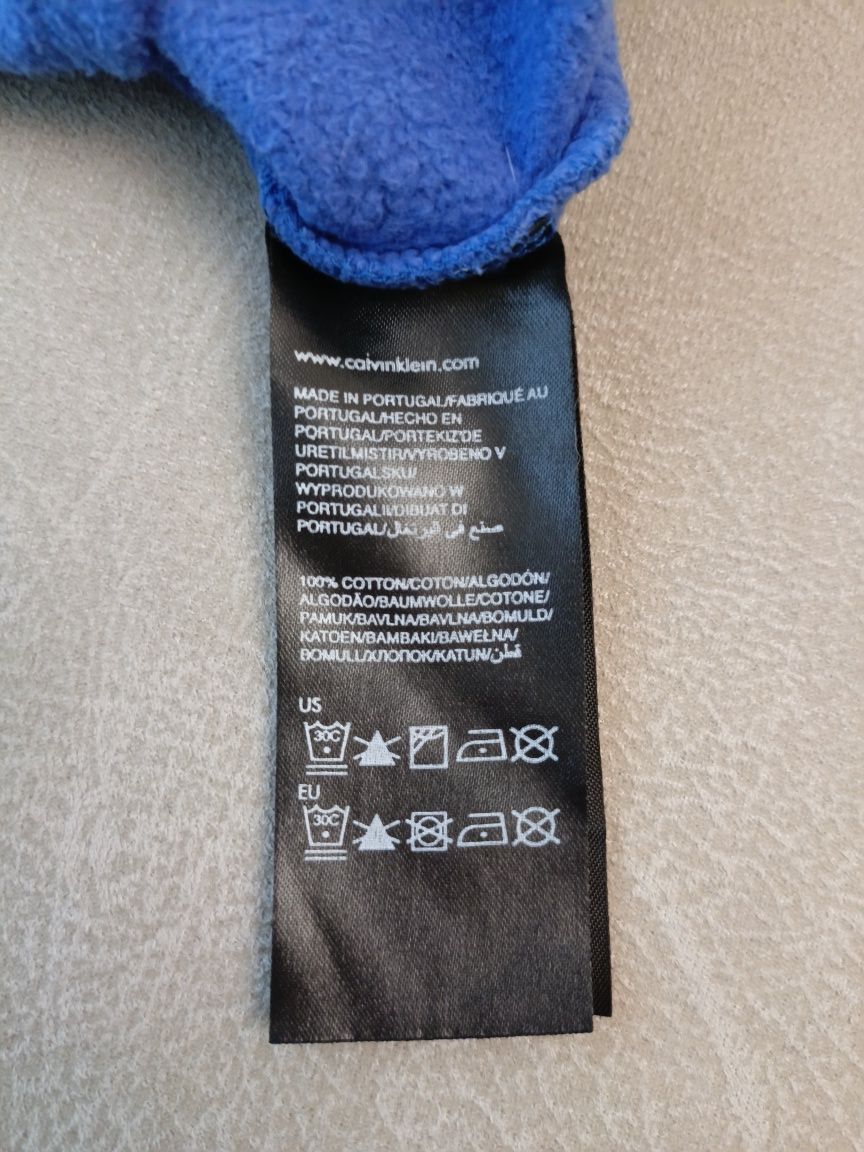 www.calvinklein.com
MADE IN PORTUGAL/FABRIQUÉ AU
PORTUGAL/HECHO EN
PORTUGAL/PORTEKIZ'DE
URETILMISTIR/VYROBENO V
PORTUGALSKU/
WYPRODUKOWANO W
PORTUGALII/DIBUAT DI
PORTUGAL/صنع في البرتغال
100% COTTON/COTON/ALGODÓN/
ALGODÃO/BAUMWOLLE/COTONE/
PAMUK/BAVLNA/BAVLNA/BOMULD/
KATOEN/BAMBAKI/BAWEŁNA/
BOMULL/ХЛОПОК/KATUN/قطن
US
30C
EU
30C